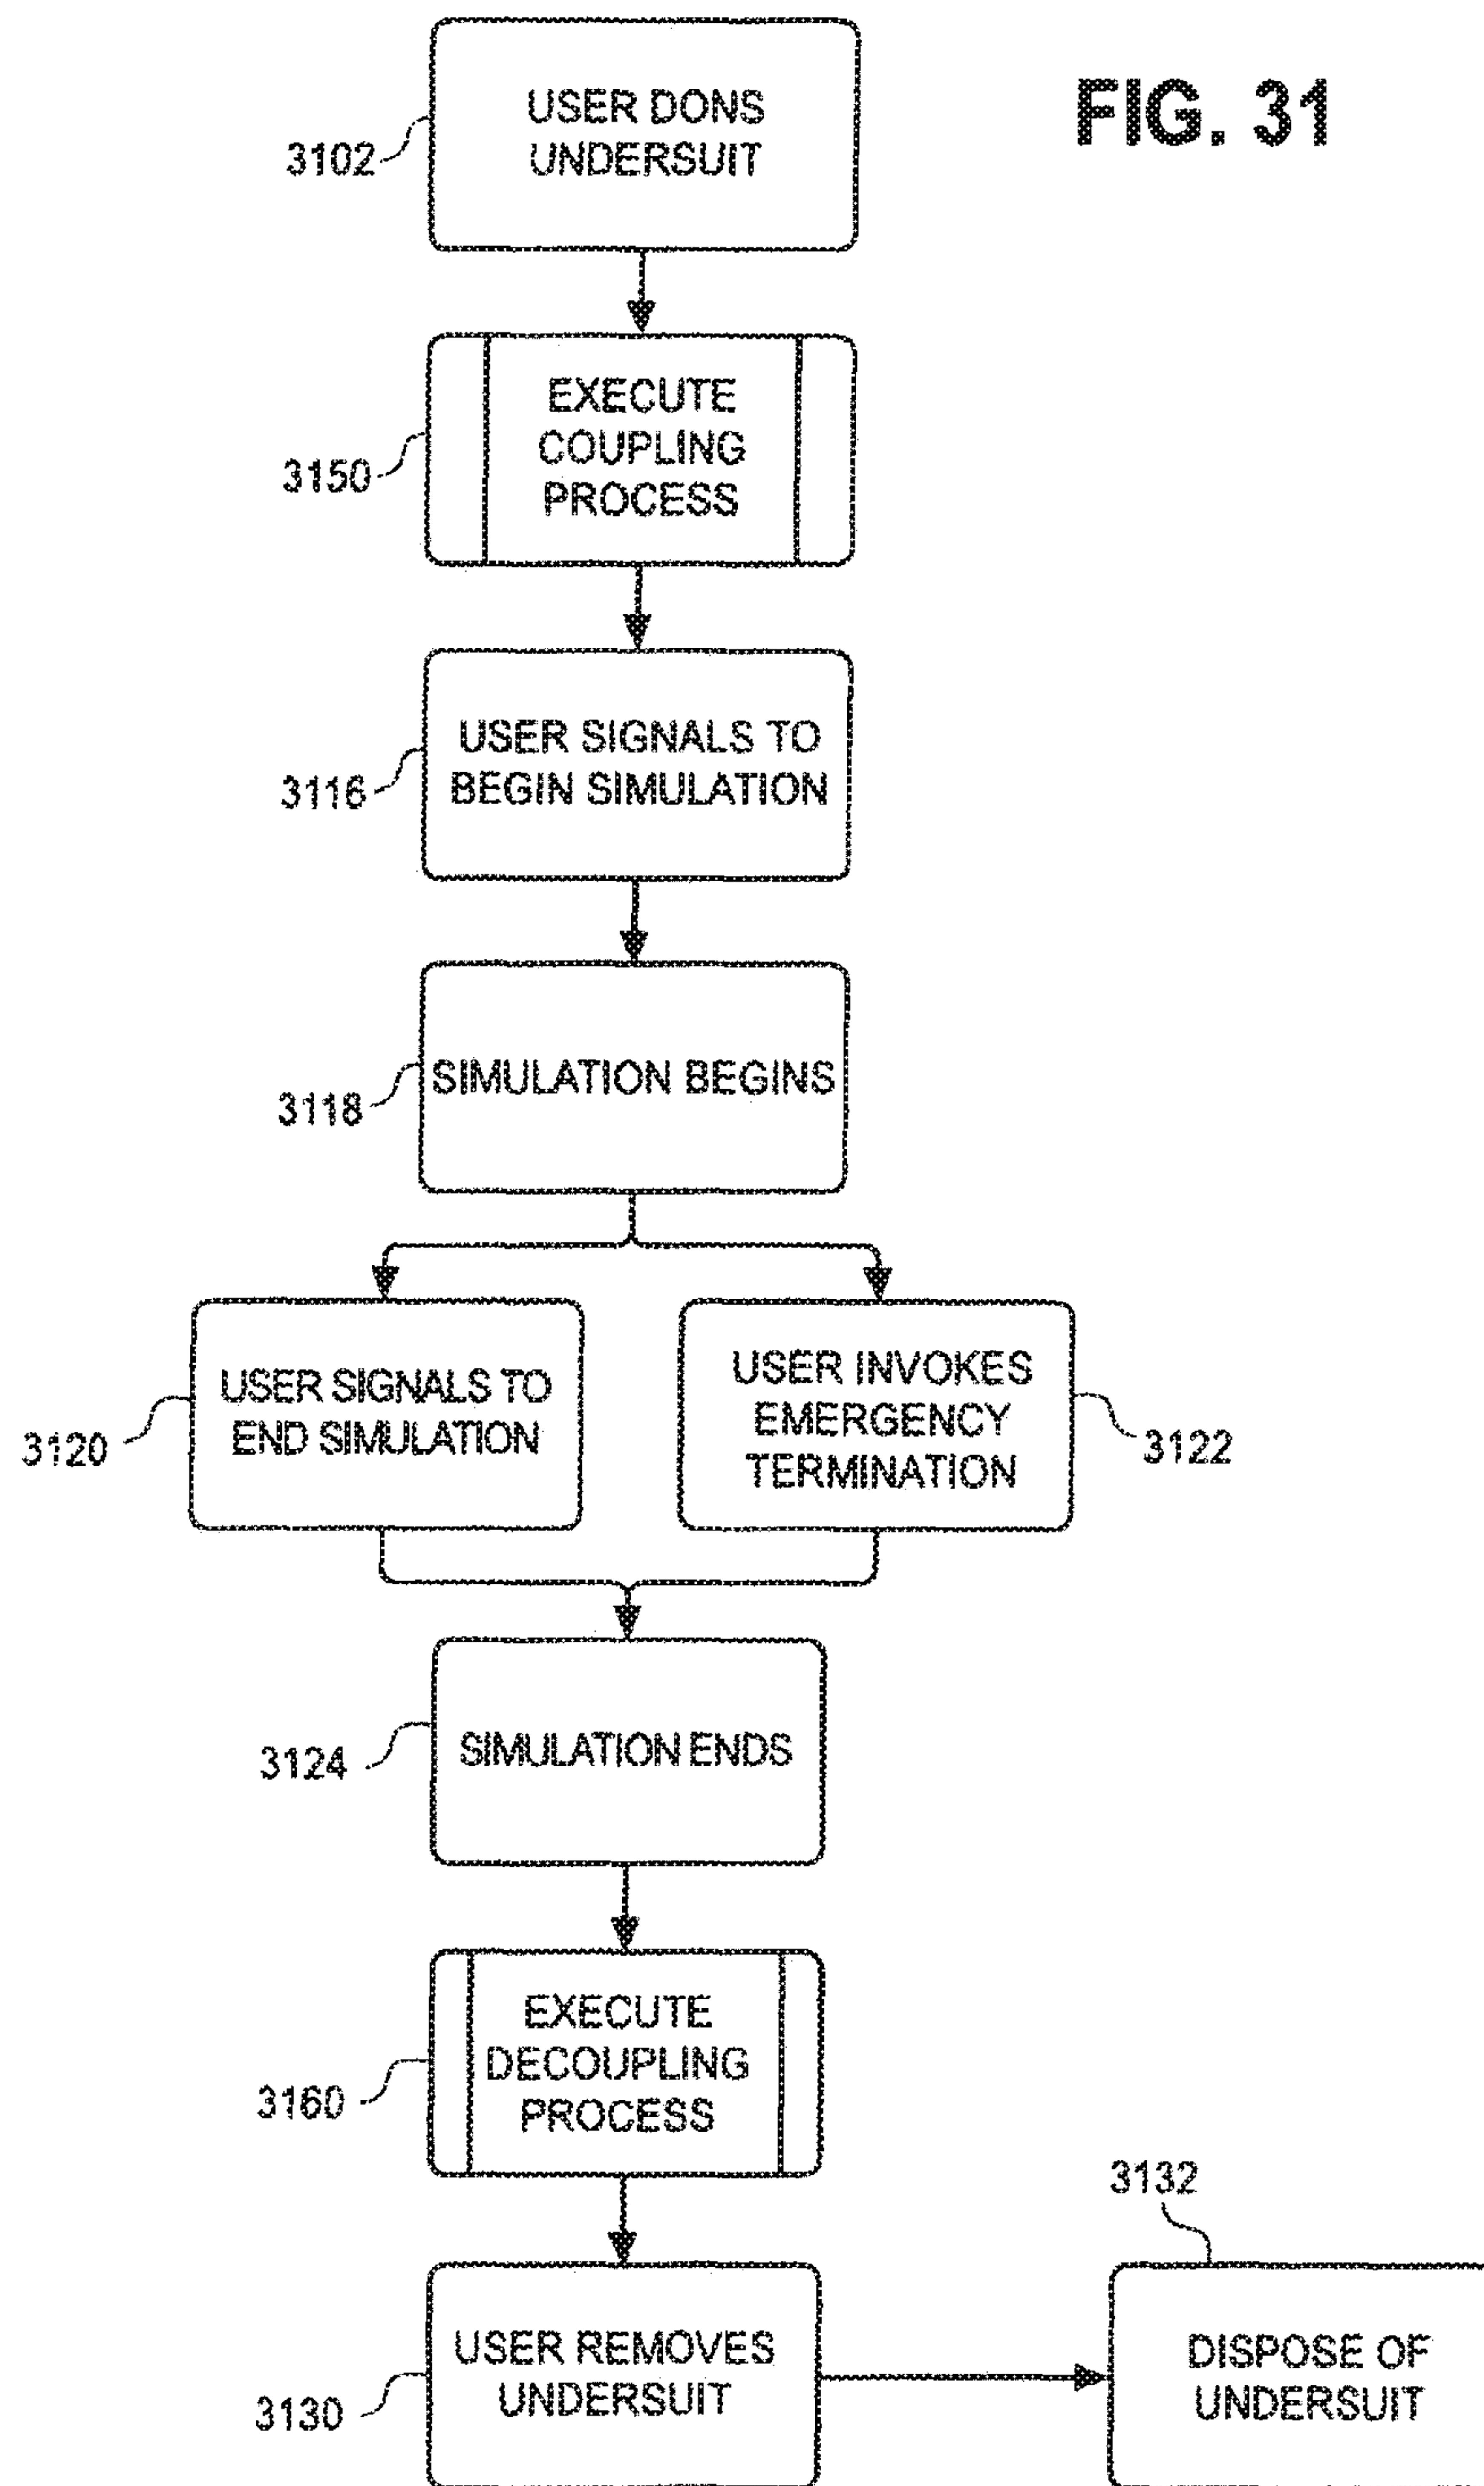 FIG. 31
USER DONS
UNDERSUIT
3102
EXECUTE
COUPLING
PROCESS
3150
USER SIGNALS TO
BEGIN SIMULATION
3116
SIMULATION BEGINS
3118
USER SIGNALS TO
END SIMULATION
3120
USER INVOKES
EMERGENCY
TERMINATION
3122
SIMULATION ENDS
3124
EXECUTE
DECOUPLING
PROCESS
3160
USER REMOVES
UNDERSUIT
3130
3132
DISPOSE OF
UNDERSUIT